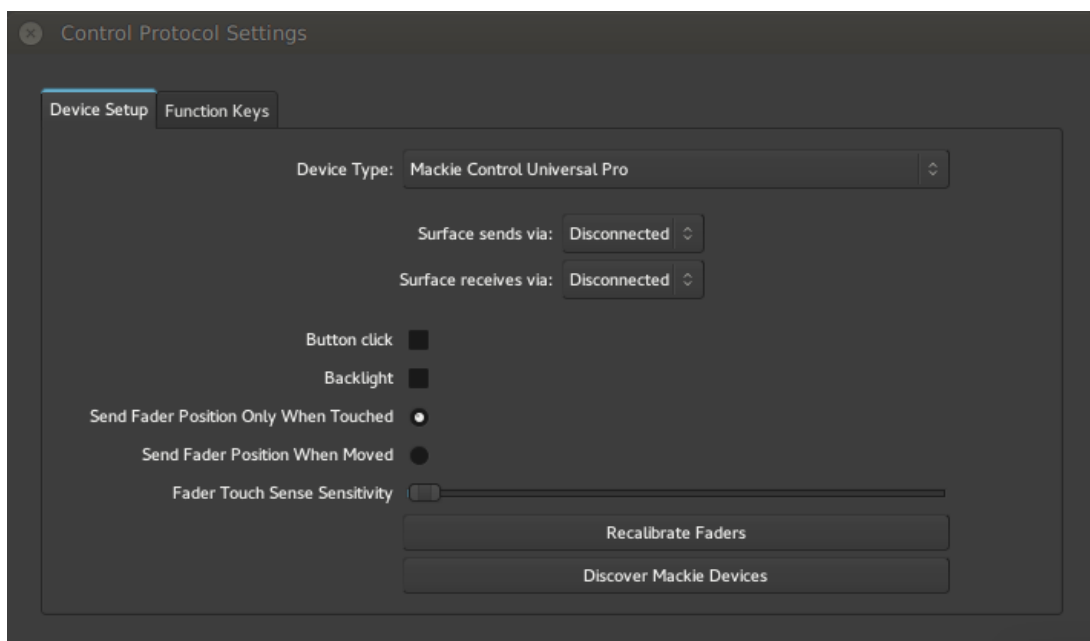 Control Protocol Settings
Device Setup Function Keys
Device Type: Mackie Control Universal Pro
Surface sends via: Disconnected
Surface receives via: Disconnected
Button click
Backlight
Send Fader Position Only When Touched
Send Fader Position When Moved
Fader Touch Sense Sensitivity
Recalibrate Faders
Discover Mackie Devices